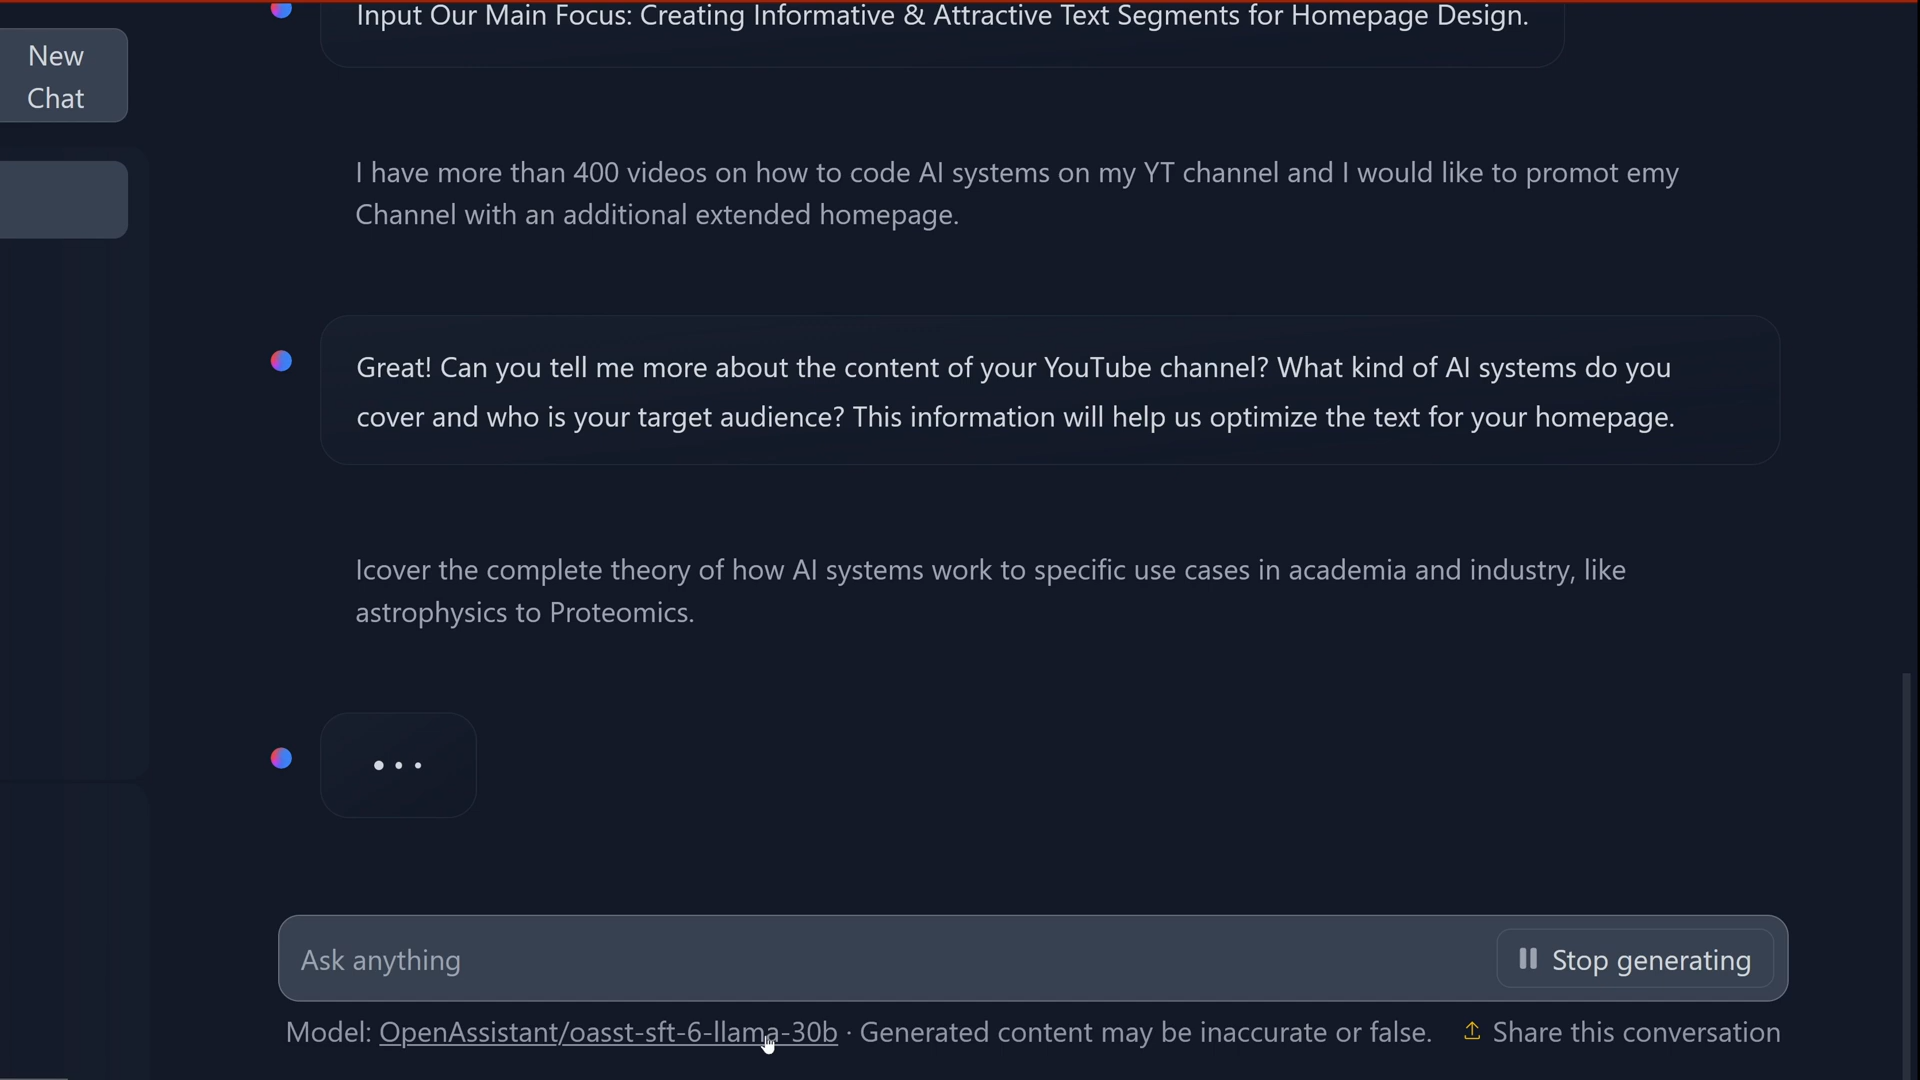 Input Our Main Focus: Creating Informative & Attractive Text Segments for Homepage Design.
New
Chat
I have more than 400 videos on how to code AI systems on my YT channel and I would like to promot emy
Channel with an additional extended homepage.
Great! Can you tell me more about the content of your YouTube channel? What kind of AI systems do you
cover and who is your target audience? This information will help us optimize the text for your homepage.
Icover the complete theory of how AI systems work to specific use cases in academia and industry, like
astrophysics to Proteomics.
Ask anything
Stop generating
Model: OpenAssistant/oasst-sft-6-llama-30b · Generated content may be inaccurate or false.
Share this conversation